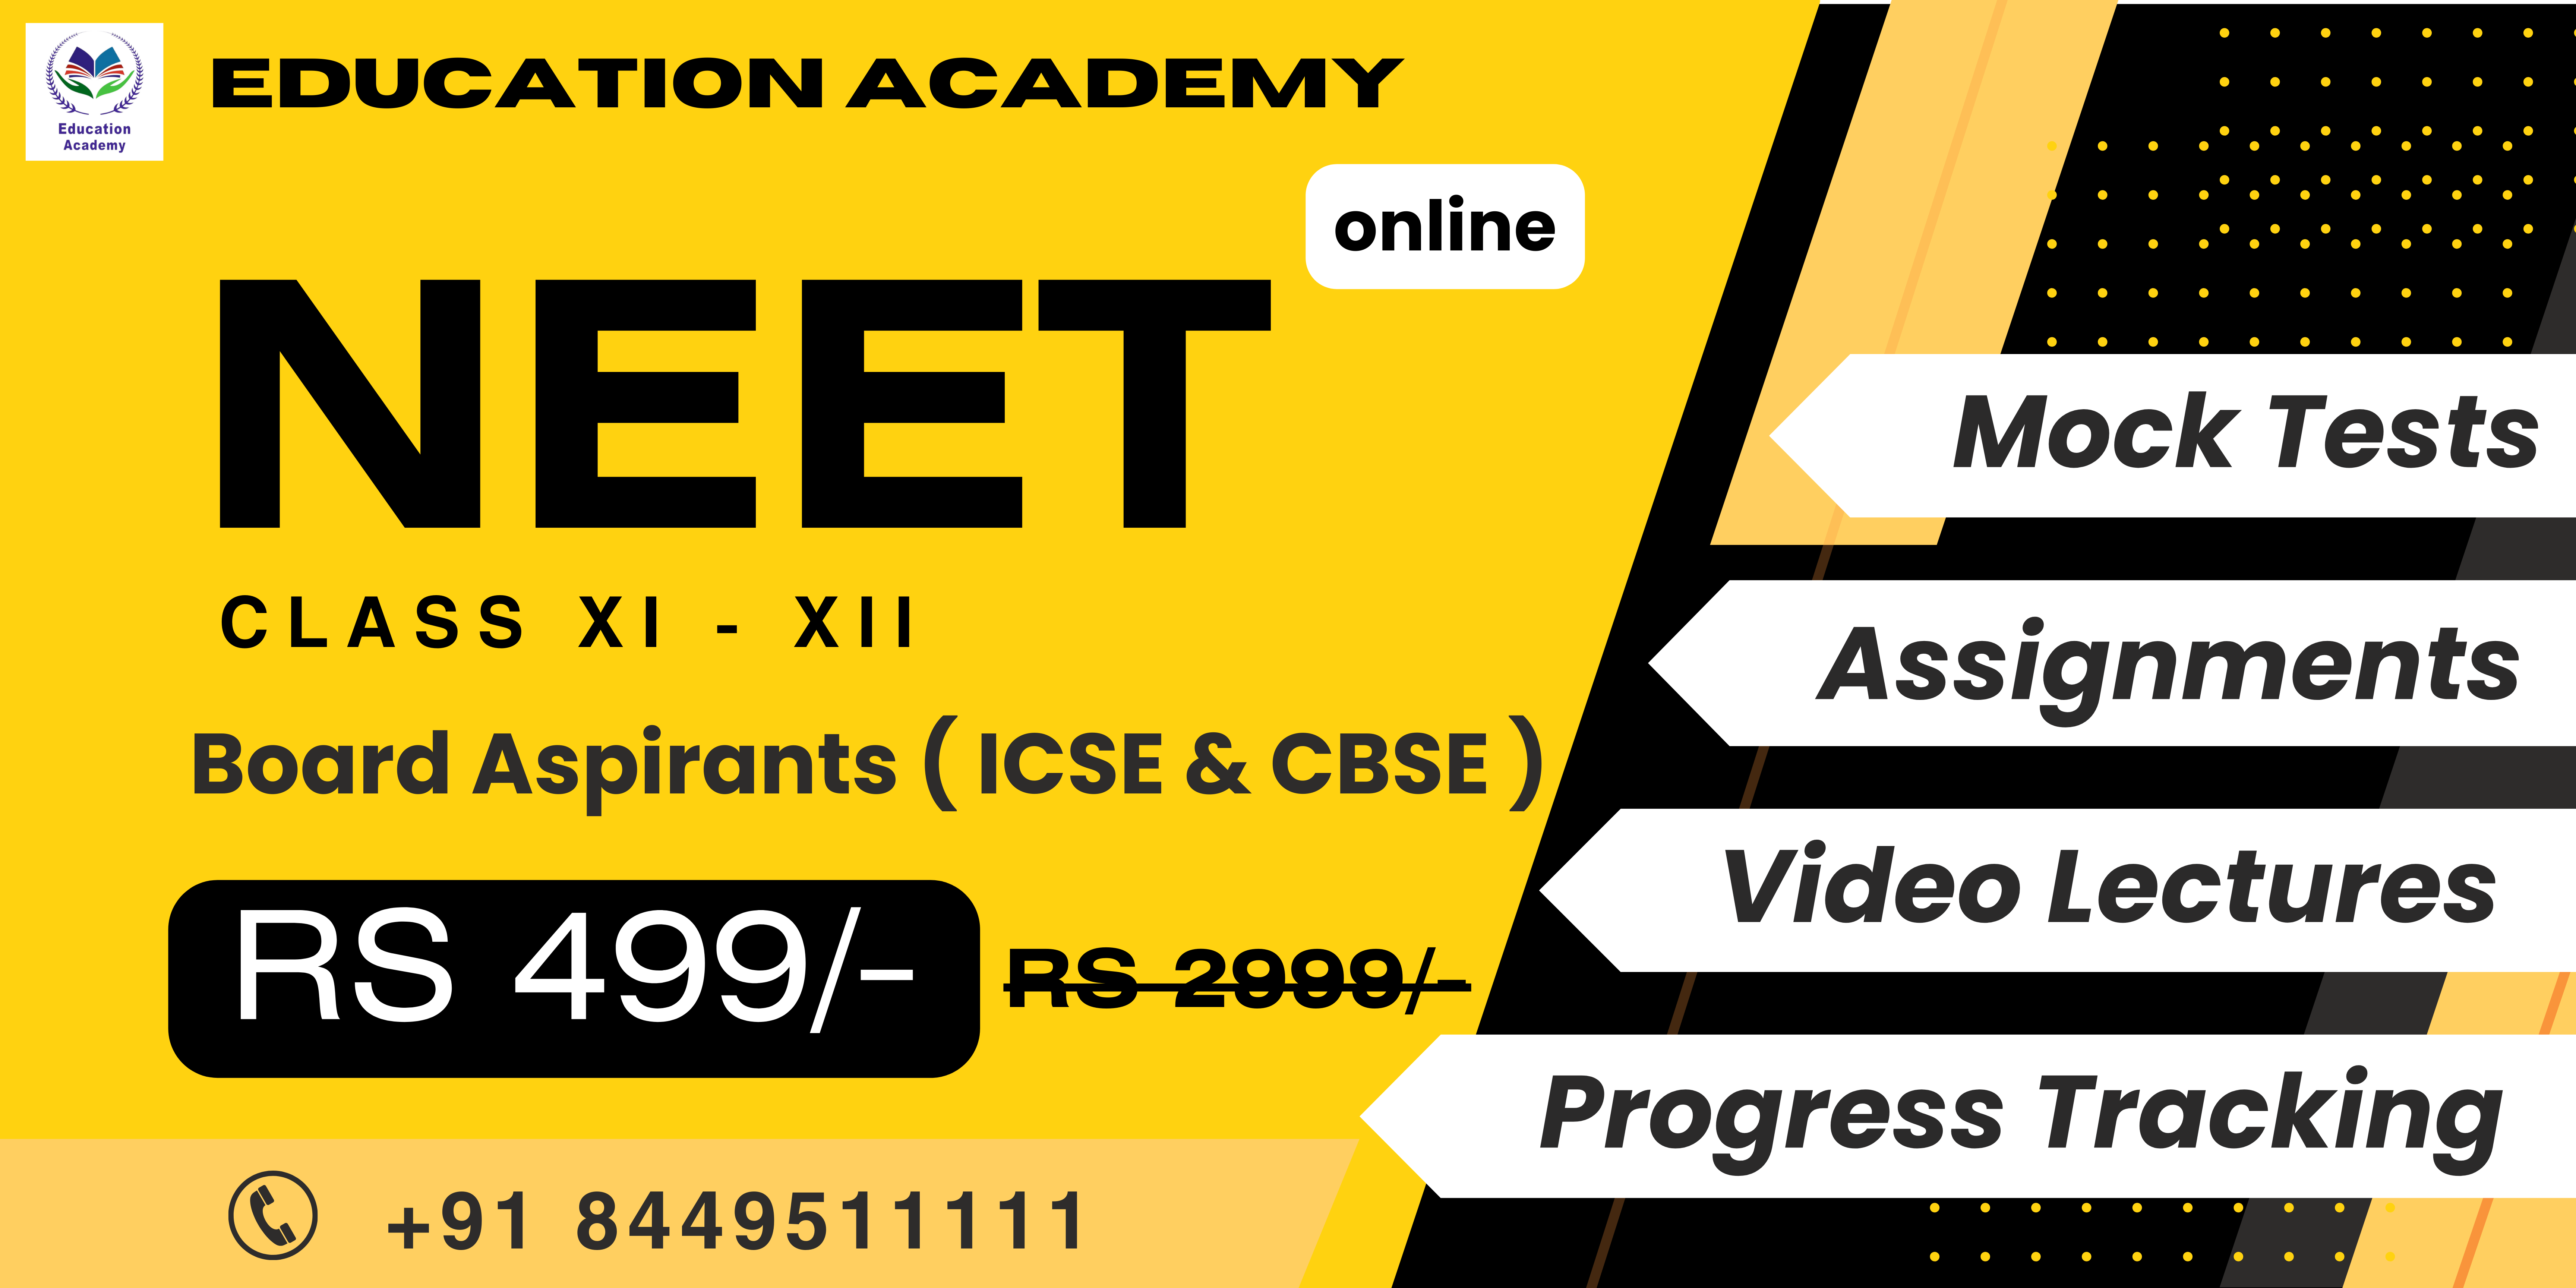 Education
Academy
EDUCATION ACADEMY
online
NEET
CLASS XI - XII
Board Aspirants ( ICSE & CBSE )
RS 499/-
RS 2999/-
+91 8449511111
Mock Tests
Assignments
Video Lectures
Progress Tracking